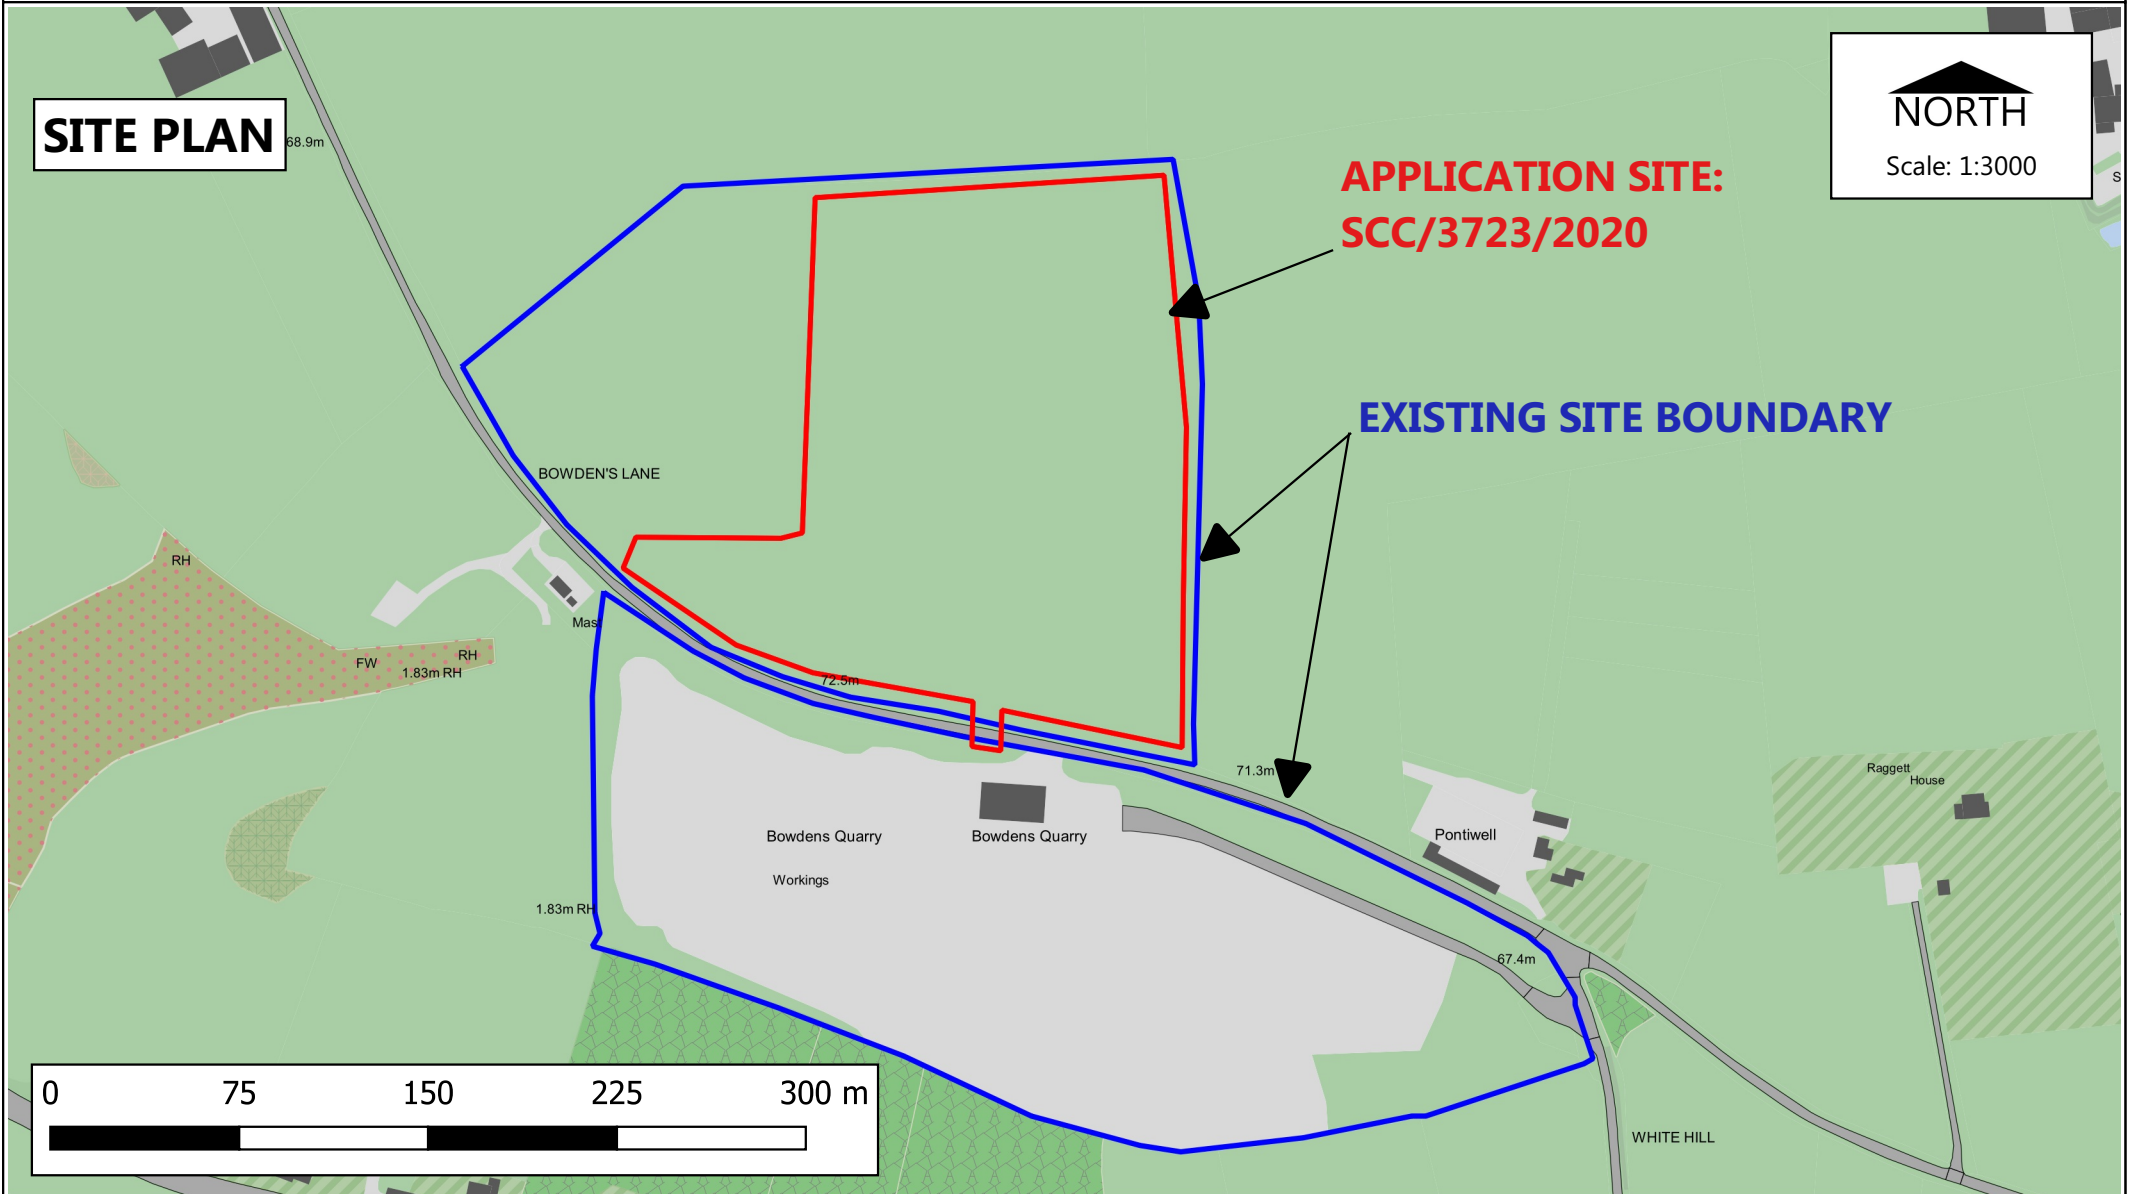 SITE PLAN
68.9m
NORTH
Scale: 1:3000
S
APPLICATION SITE:
SCC/3723/2020
EXISTING SITE BOUNDARY
BOWDEN'S LANE
RH
Mas
FW
RH
1.83m RH
72.5m
71.3m
Raggett
House
Bowdens Quarry
Bowdens Quarry
Pontiwell
Workings
1.83m RH
67.4m
0 75 150 225 300 m
WHITE HILL